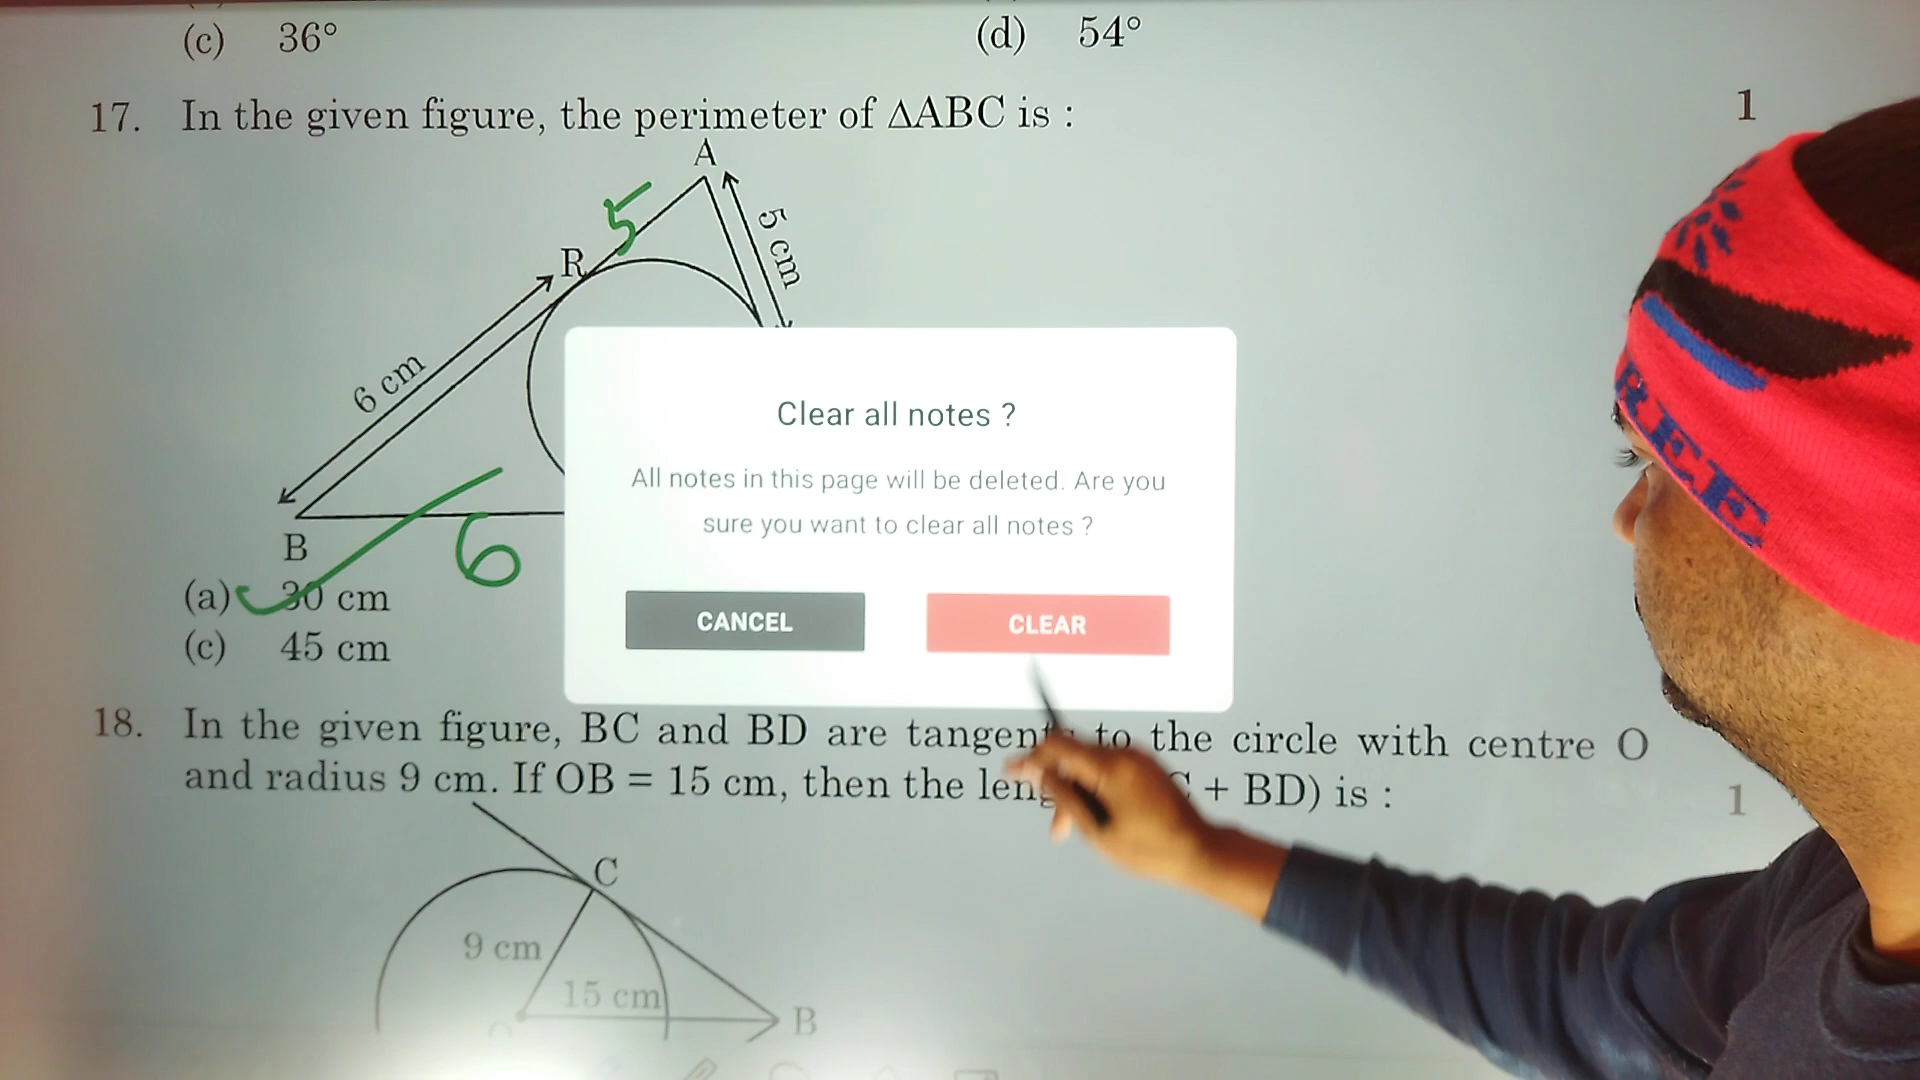 (c) 36° (d) 54°
17. In the given figure, the perimeter of ΔABC is : 1
A
5
5 cm
R
6 cm
Clear all notes ?
All notes in this page will be deleted. Are you
sure you want to clear all notes ?
B
6
CANCEL CLEAR
(a) 30 cm
(c) 45 cm
18. In the given figure, BC and BD are tangents to the circle with centre O
and radius 9 cm. If OB = 15 cm, then the + BD) is : 1
C
9 cm
15 cm
B
REE